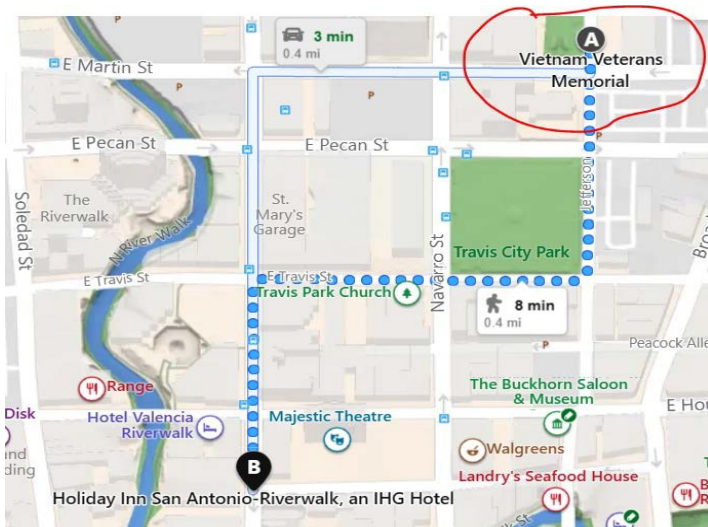 3 min
0.4 mi
A
Vietnam Veterans
Memorial
E Martin St
P
P
P
E Pecan St
E Pecan St
Jefferson
Soledad St
The
Riverwalk
N River Walk
St.
Mary's
Garage
Navarro St
Travis City Park
E Travis St
E Travis St
Travis Park Church
8 min
0.4 mi
P
Peacock Alle
Range
The Buckhorn Saloon
& Museum
E Hou
Disk
Hotel Valencia
Riverwalk
Majestic Theatre
Walgreens
and
ding
B
Landry's Seafood House
Holiday Inn San Antonio-Riverwalk, an IHG Hotel